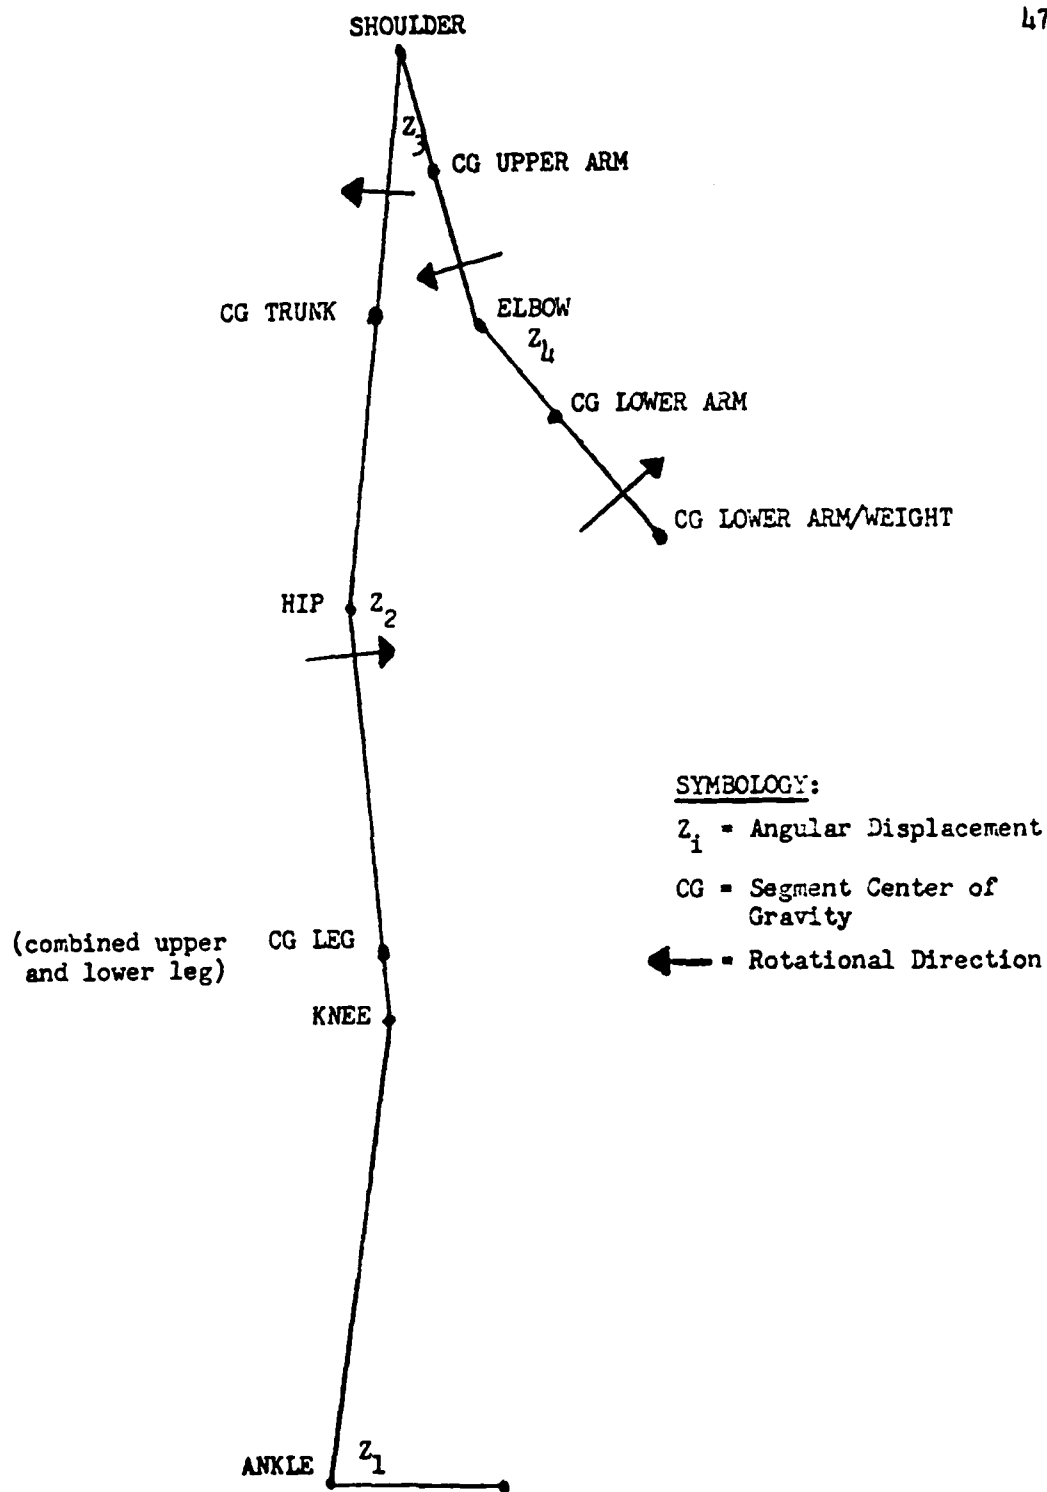 47
SHOULDER
Z3
CG UPPER ARM
CG TRUNK
ELBOW
Z4
CG LOWER ARM
CG LOWER ARM/WEIGHT
HIP
Z2
SYMBOLOGY:
Zi = Angular Displacement
CG = Segment Center of
Gravity
= Rotational Direction
(combined upper
and lower leg)
CG LEG
KNEE
ANKLE
Z1